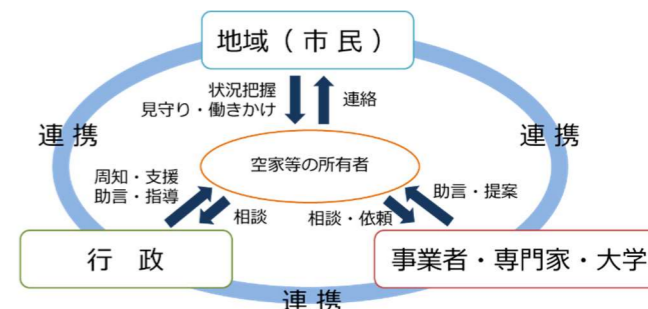 地域（市民）
状況把握
見守り・働きかけ
連絡
連携
連携
空家等の所有者
周知・支援
助言・指導
相談
相談・依頼
助言・提案
行　政
事業者・専門家・大学
連携